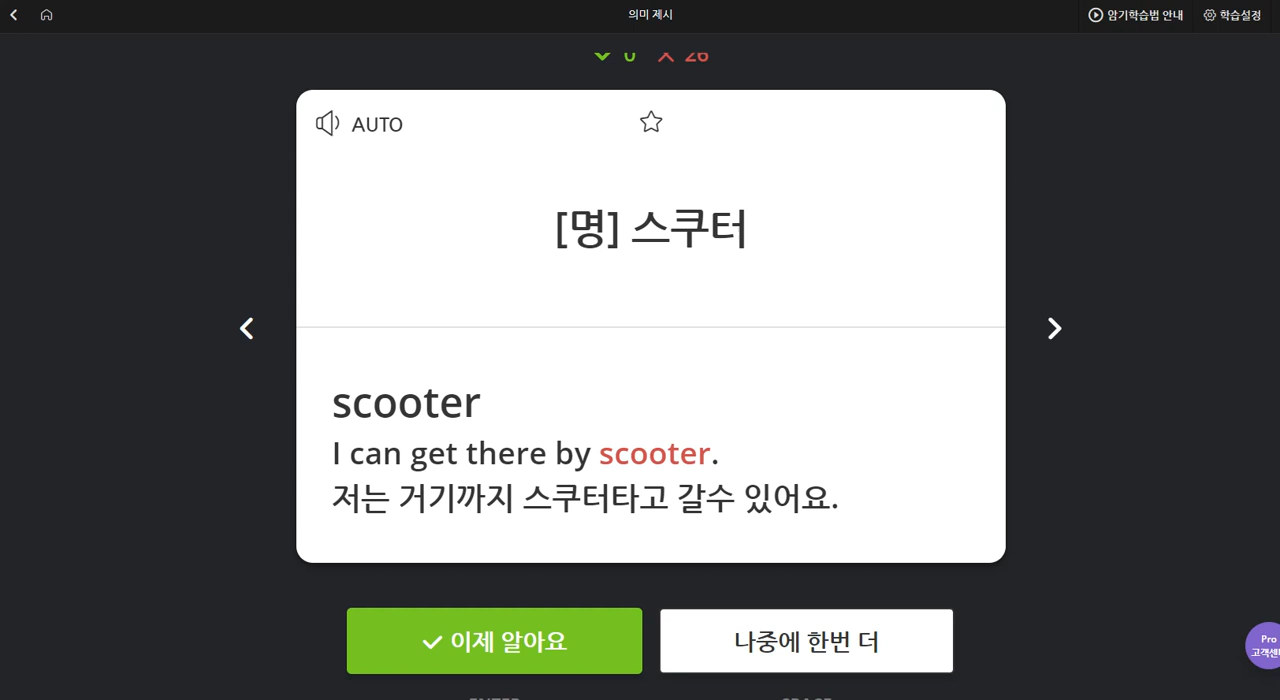 의미 제시
암기학습법 안내
학습설정
0 26
AUTO
[명] 스쿠터
scooter
I can get there by scooter.
저는 거기까지 스쿠터타고 갈수 있어요.
이제 알아요
나중에 한번 더
Pro